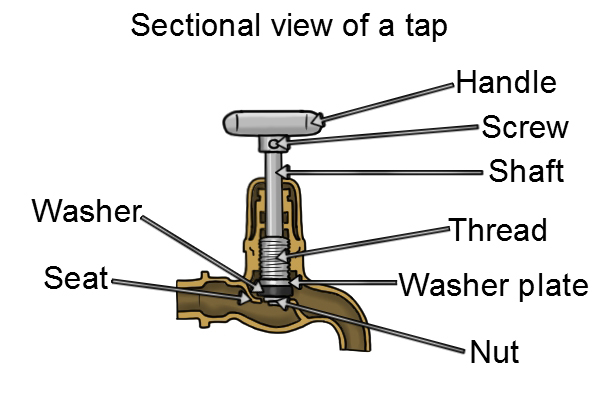 Sectional view of a tap
Handle
Screw
Shaft
Washer
Thread
Seat
Washer plate
Nut